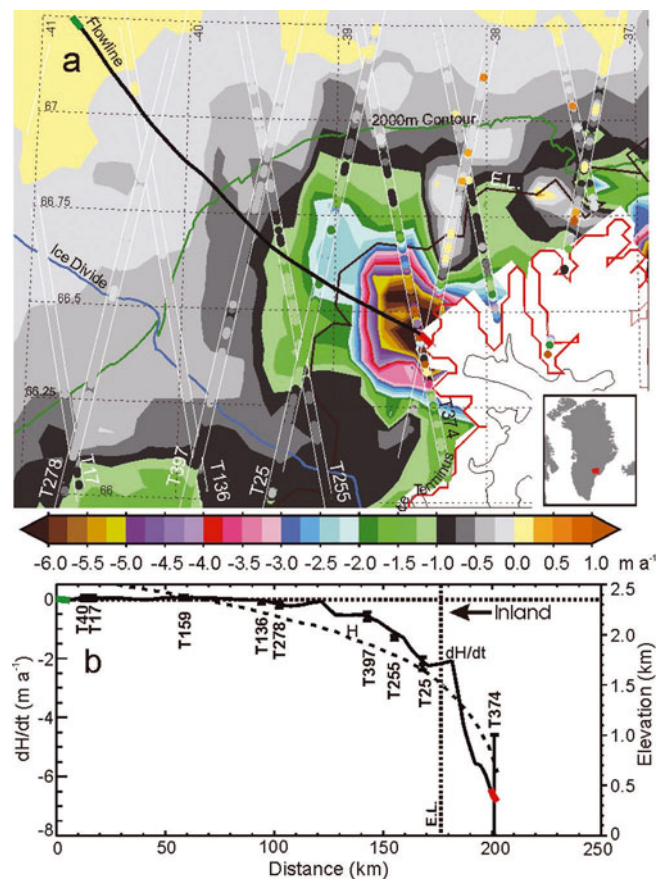 -41
-40
-39
-38
-37
Flowline
a
67
2000m Contour
E.L.
66.75
Ice Divide
66.5
66.25
66
T278
T17
T397
T136
T25
T255
T374
Terminus
-6.0 -5.5 -5.0 -4.5 -4.0 -3.5 -3.0 -2.5 -2.0 -1.5 -1.0 -0.5 0.0 0.5 1.0 m a⁻¹
b
dH/dt (m a⁻¹)
0
-2
-4
-6
-8
T40
T17
T159
T136
T278
H
T397
T255
T25
dH/dt
Inland
T374
E.L.
2.5
2.0
1.5
1.0
0.5
0
Elevation (km)
0 50 100 150 200 250
Distance (km)